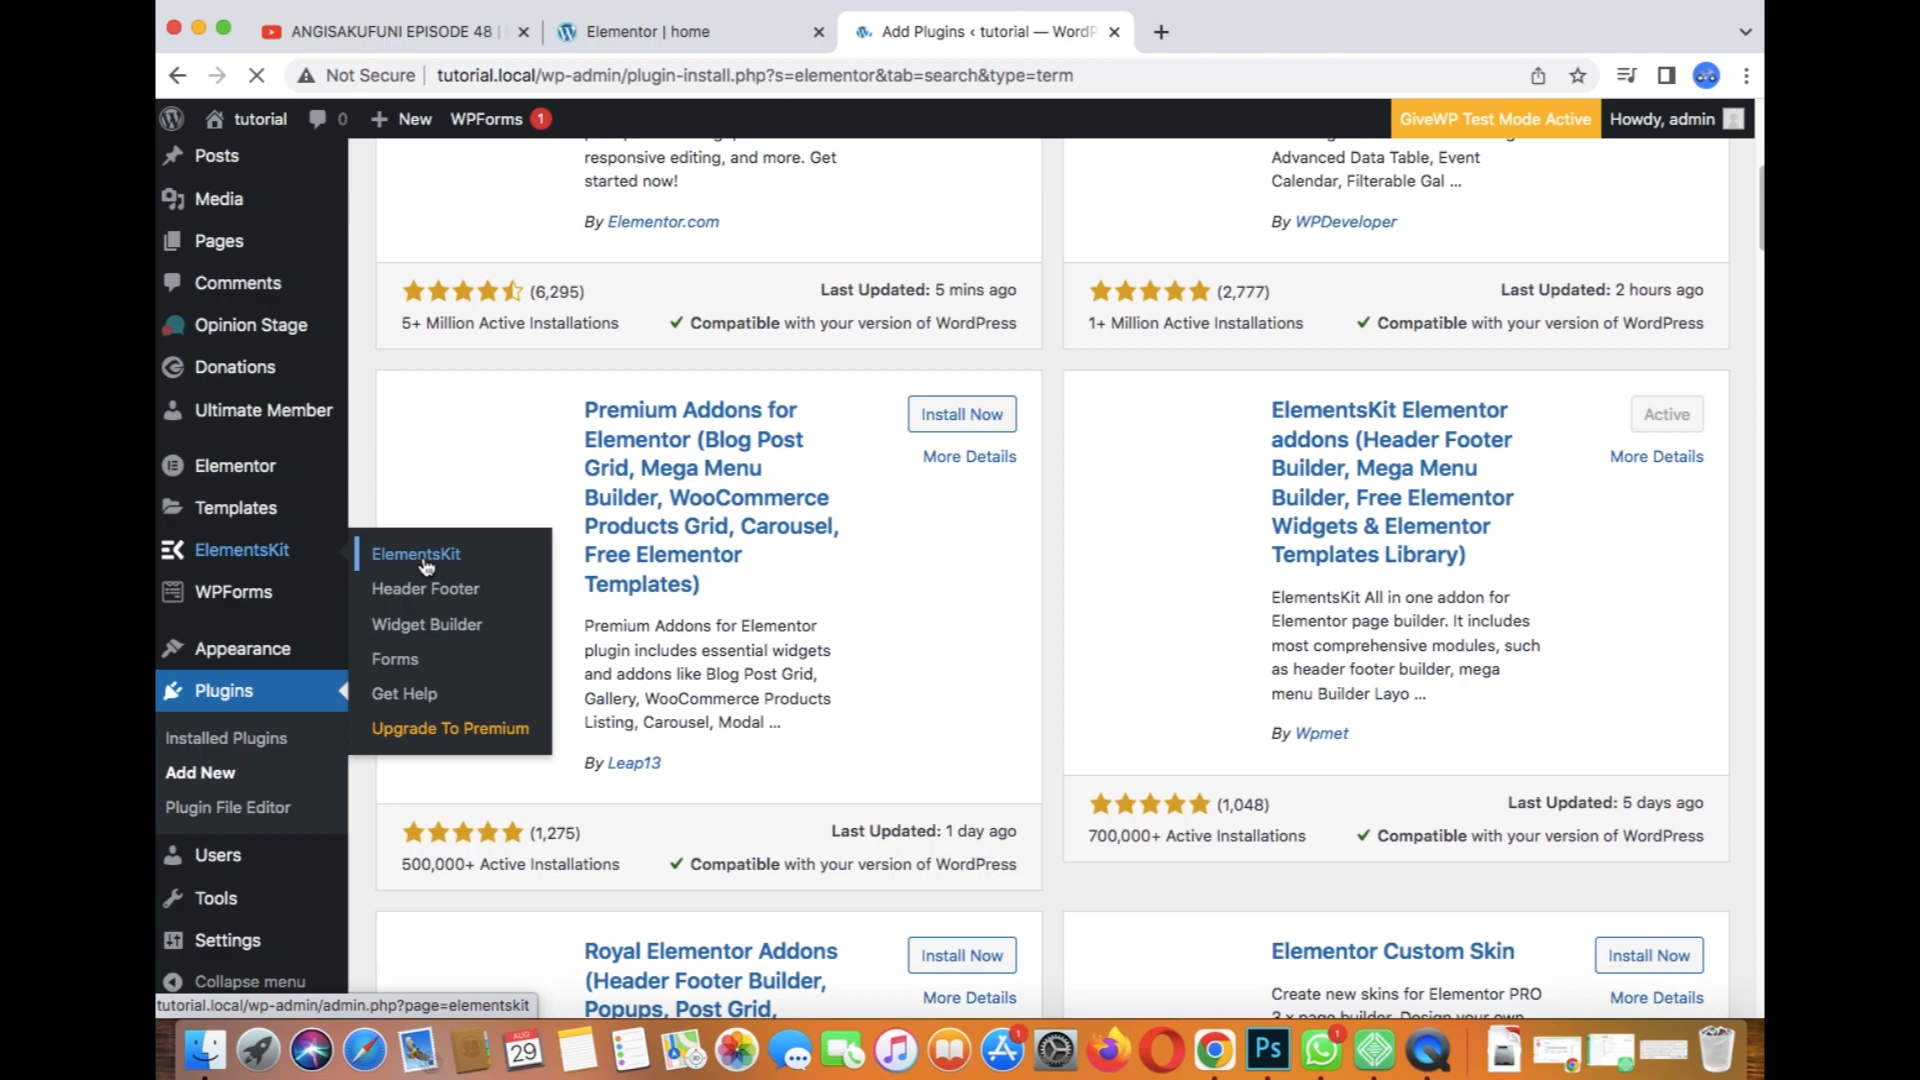 ANGISAKUFUNI EPISODE 48 |
Elementor | home
Add Plugins ‹ tutorial — WordP
Not Secure
tutorial.local/wp-admin/plugin-install.php?s=elementor&tab=search&type=term
tutorial
0
New
WPForms
1
GiveWP Test Mode Active
Howdy, admin
Posts
Media
Pages
Comments
Opinion Stage
Donations
Ultimate Member
Elementor
Templates
ElementsKit
WPForms
Appearance
Plugins
Installed Plugins
Add New
Plugin File Editor
Users
Tools
Settings
Collapse menu
tutorial.local/wp-admin/admin.php?page=elementskit
ElementsKit
Header Footer
Widget Builder
Forms
Get Help
Upgrade To Premium
responsive editing, and more. Get
started now!
By Elementor.com
(6,295)
Last Updated: 5 mins ago
5+ Million Active Installations
Compatible with your version of WordPress
Advanced Data Table, Event
Calendar, Filterable Gal ...
By WPDeveloper
(2,777)
Last Updated: 2 hours ago
1+ Million Active Installations
Compatible with your version of WordPress
Premium Addons for
Elementor (Blog Post
Grid, Mega Menu
Builder, WooCommerce
Products Grid, Carousel,
Free Elementor
Templates)
Install Now
More Details
Premium Addons for Elementor
plugin includes essential widgets
and addons like Blog Post Grid,
Gallery, WooCommerce Products
Listing, Carousel, Modal ...
By Leap13
(1,275)
Last Updated: 1 day ago
500,000+ Active Installations
Compatible with your version of WordPress
ElementsKit Elementor
addons (Header Footer
Builder, Mega Menu
Builder, Free Elementor
Widgets & Elementor
Templates Library)
Active
More Details
ElementsKit All in one addon for
Elementor page builder. It includes
most comprehensive modules, such
as header footer builder, mega
menu Builder Layo ...
By Wpmet
(1,048)
Last Updated: 5 days ago
700,000+ Active Installations
Compatible with your version of WordPress
Royal Elementor Addons
(Header Footer Builder,
Popups, Post Grid,
Install Now
More Details
Elementor Custom Skin
Install Now
More Details
Create new skins for Elementor PRO
3.x page builder. Design your own
AUG
29
1
Ps
1